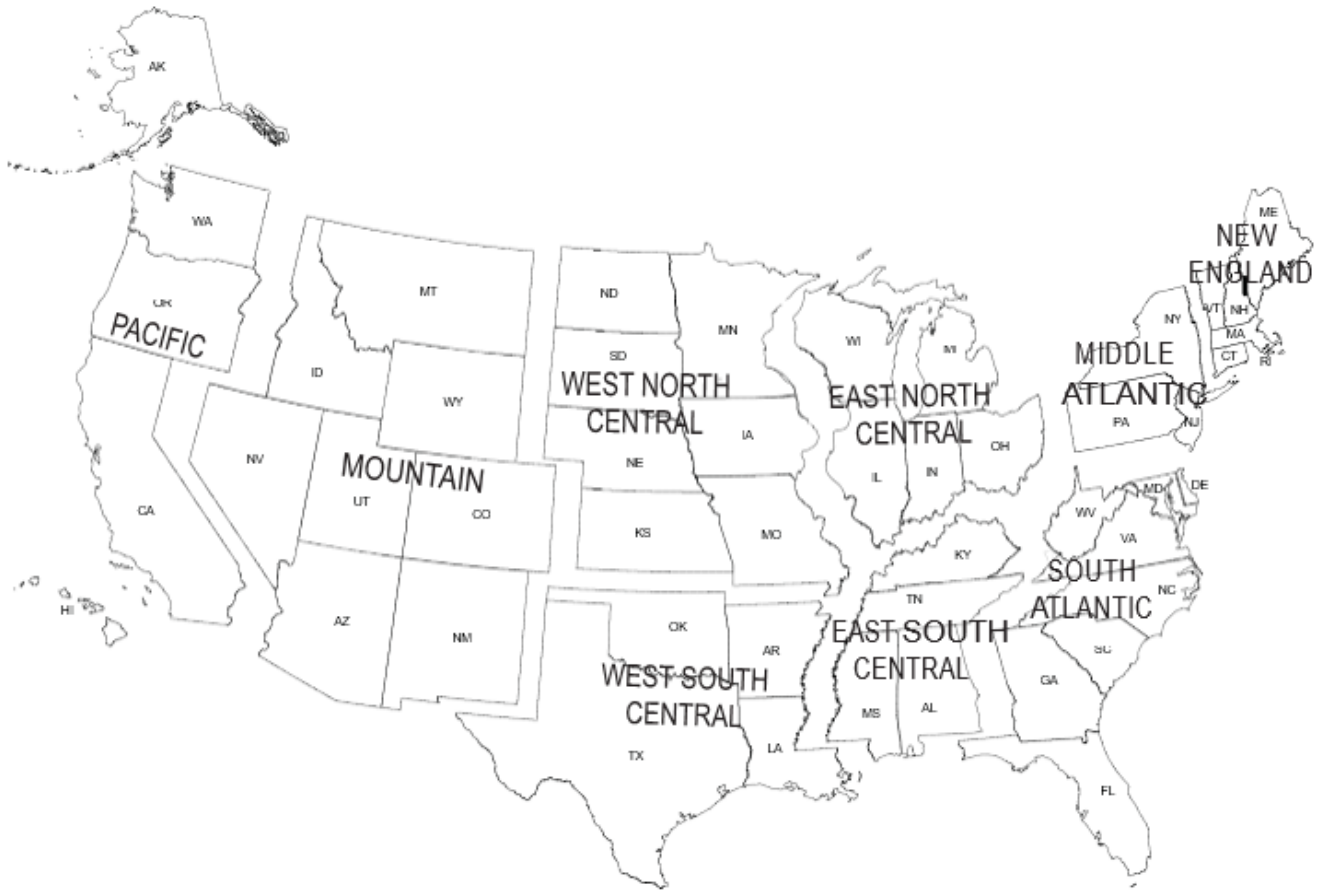 AK
WA
ME
NEW
ENGLAND
MT
ND
OR
PACIFIC
MN
VT
NH
NY
MA
WI
MI
CT
RI
SD
MIDDLE
ATLANTIC
ID
WEST NORTH
CENTRAL
EAST NORTH
CENTRAL
WY
PA
NJ
IA
OH
NV
MOUNTAIN
NE
IL
IN
UT
CO
CA
MD
DE
WV
VA
KS
MO
KY
SOUTH
ATLANTIC
NC
HI
TN
AZ
NM
OK
AR
EAST SOUTH
CENTRAL
SC
WEST SOUTH
CENTRAL
GA
MS
AL
TX
LA
FL